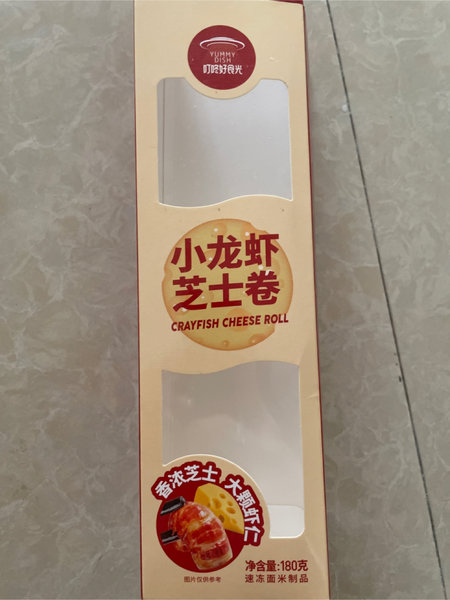 YUMMY
DISH
叮咚好食光
小龙虾
芝士卷
CRAYFISH CHEESE ROLL
香浓芝士 大颗虾仁
图片仅供参考
净含量:180克
速冻面米制品